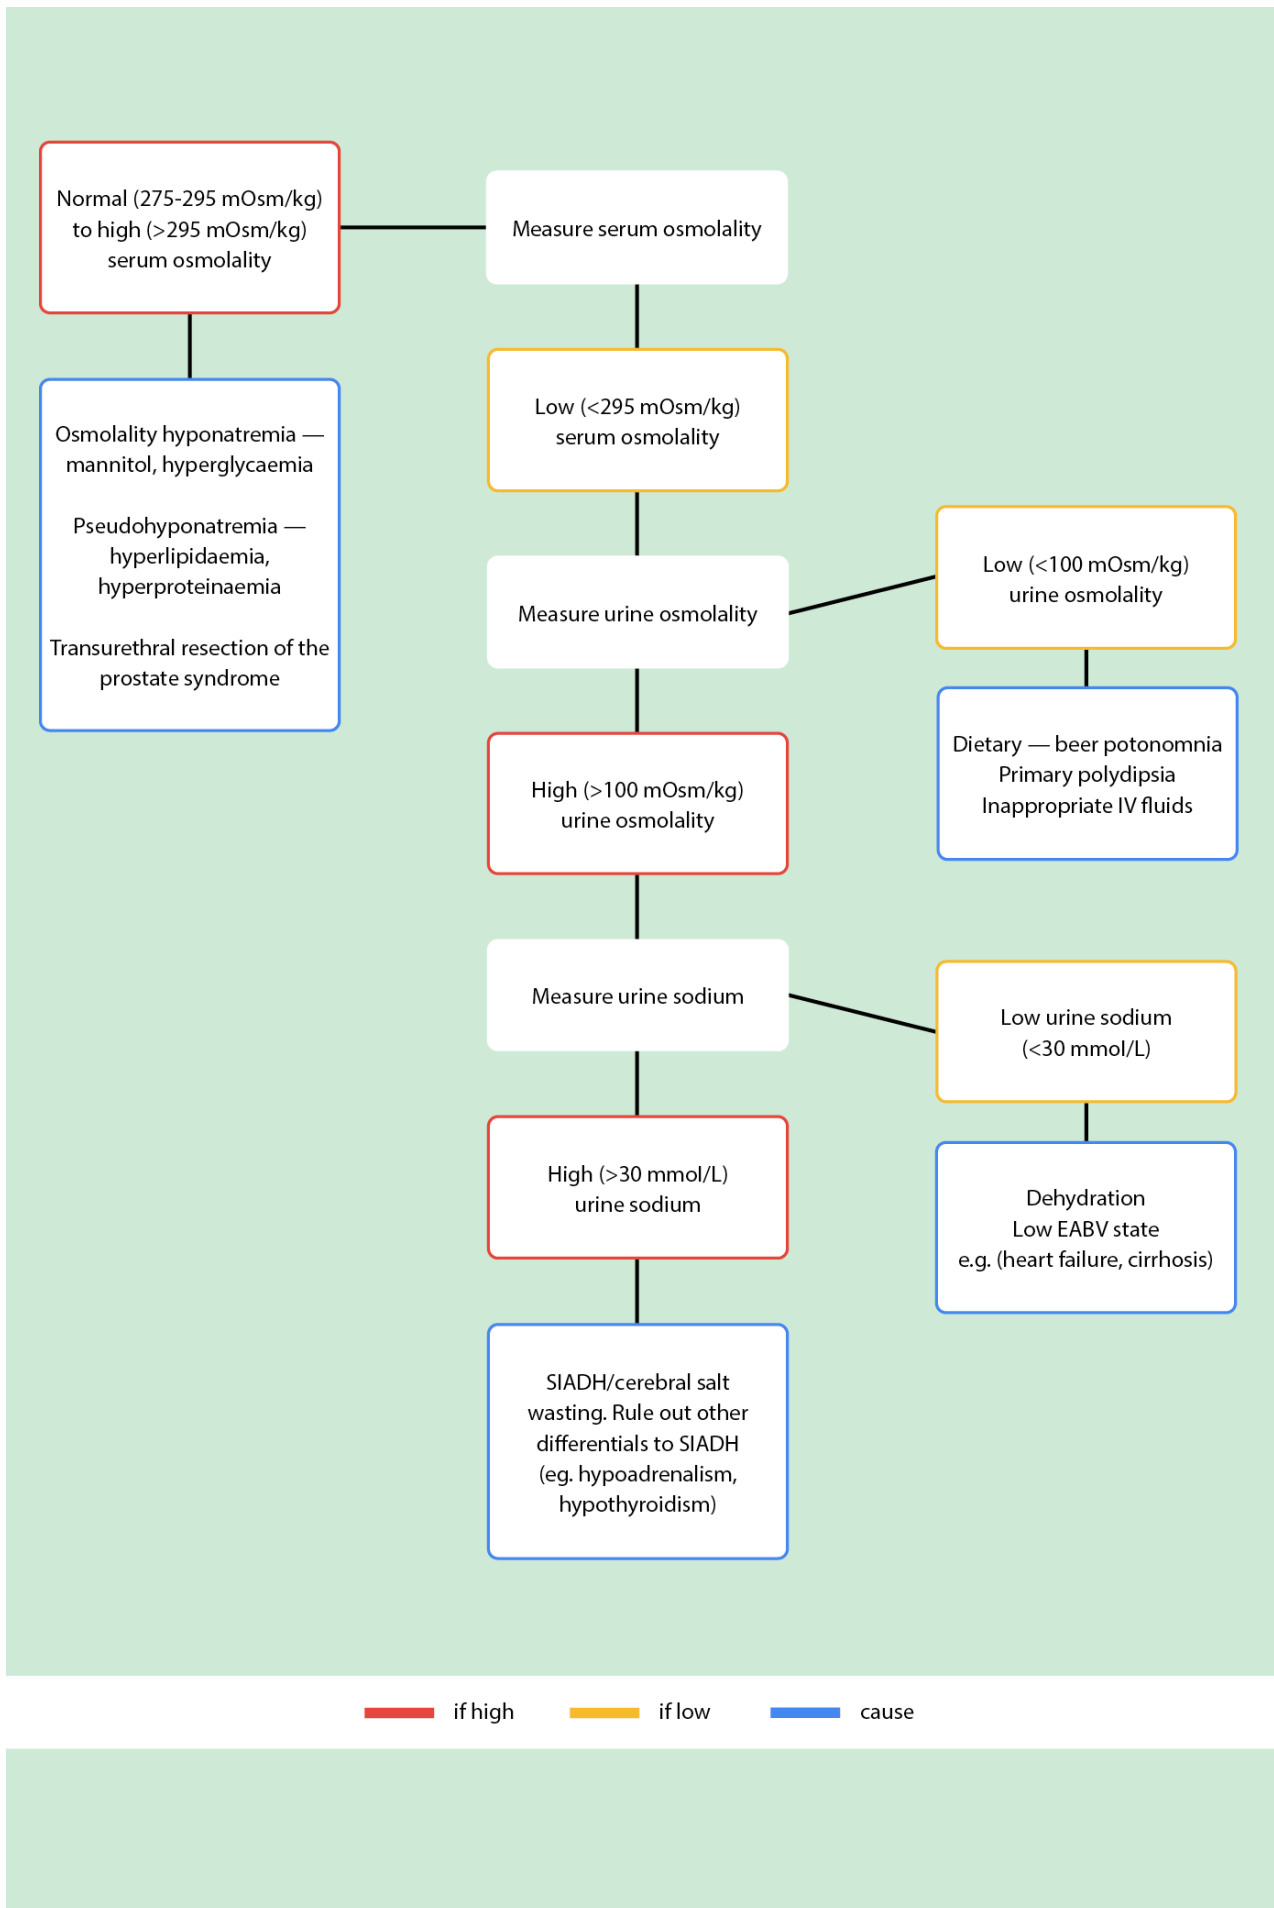 Normal (275-295 mOsm/kg)
to high (>295 mOsm/kg)
serum osmolality
Measure serum osmolality
Osmolality hyponatremia —
mannitol, hyperglycaemia
Pseudohyponatremia —
hyperlipidaemia,
hyperproteinaemia
Transurethral resection of the
prostate syndrome
Low (<295 mOsm/kg)
serum osmolality
Measure urine osmolality
Low (<100 mOsm/kg)
urine osmolality
Dietary — beer potonomnia
Primary polydipsia
Inappropriate IV fluids
High (>100 mOsm/kg)
urine osmolality
Measure urine sodium
Low urine sodium
(<30 mmol/L)
Dehydration
Low EABV state
e.g. (heart failure, cirrhosis)
High (>30 mmol/L)
urine sodium
SIADH/cerebral salt
wasting. Rule out other
differentials to SIADH
(eg. hypoadrenalism,
hypothyroidism)
if high
if low
cause